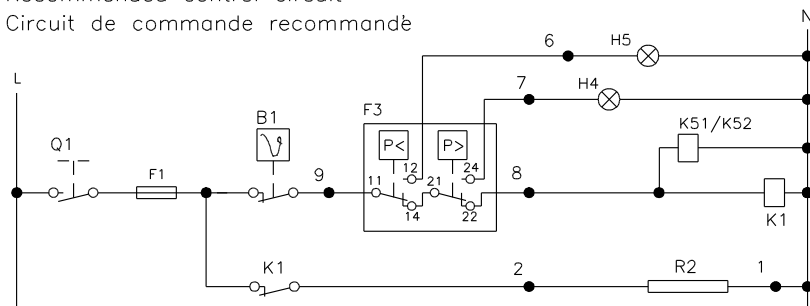 Recommended control circuit
Circuit de commande recommandé
N
6
H5
L
7
H4
F3
K51/K52
B1
Q1
P<
P>
F1
9
12
24
8
11
21
14
22
K1
K1
2
R2
1